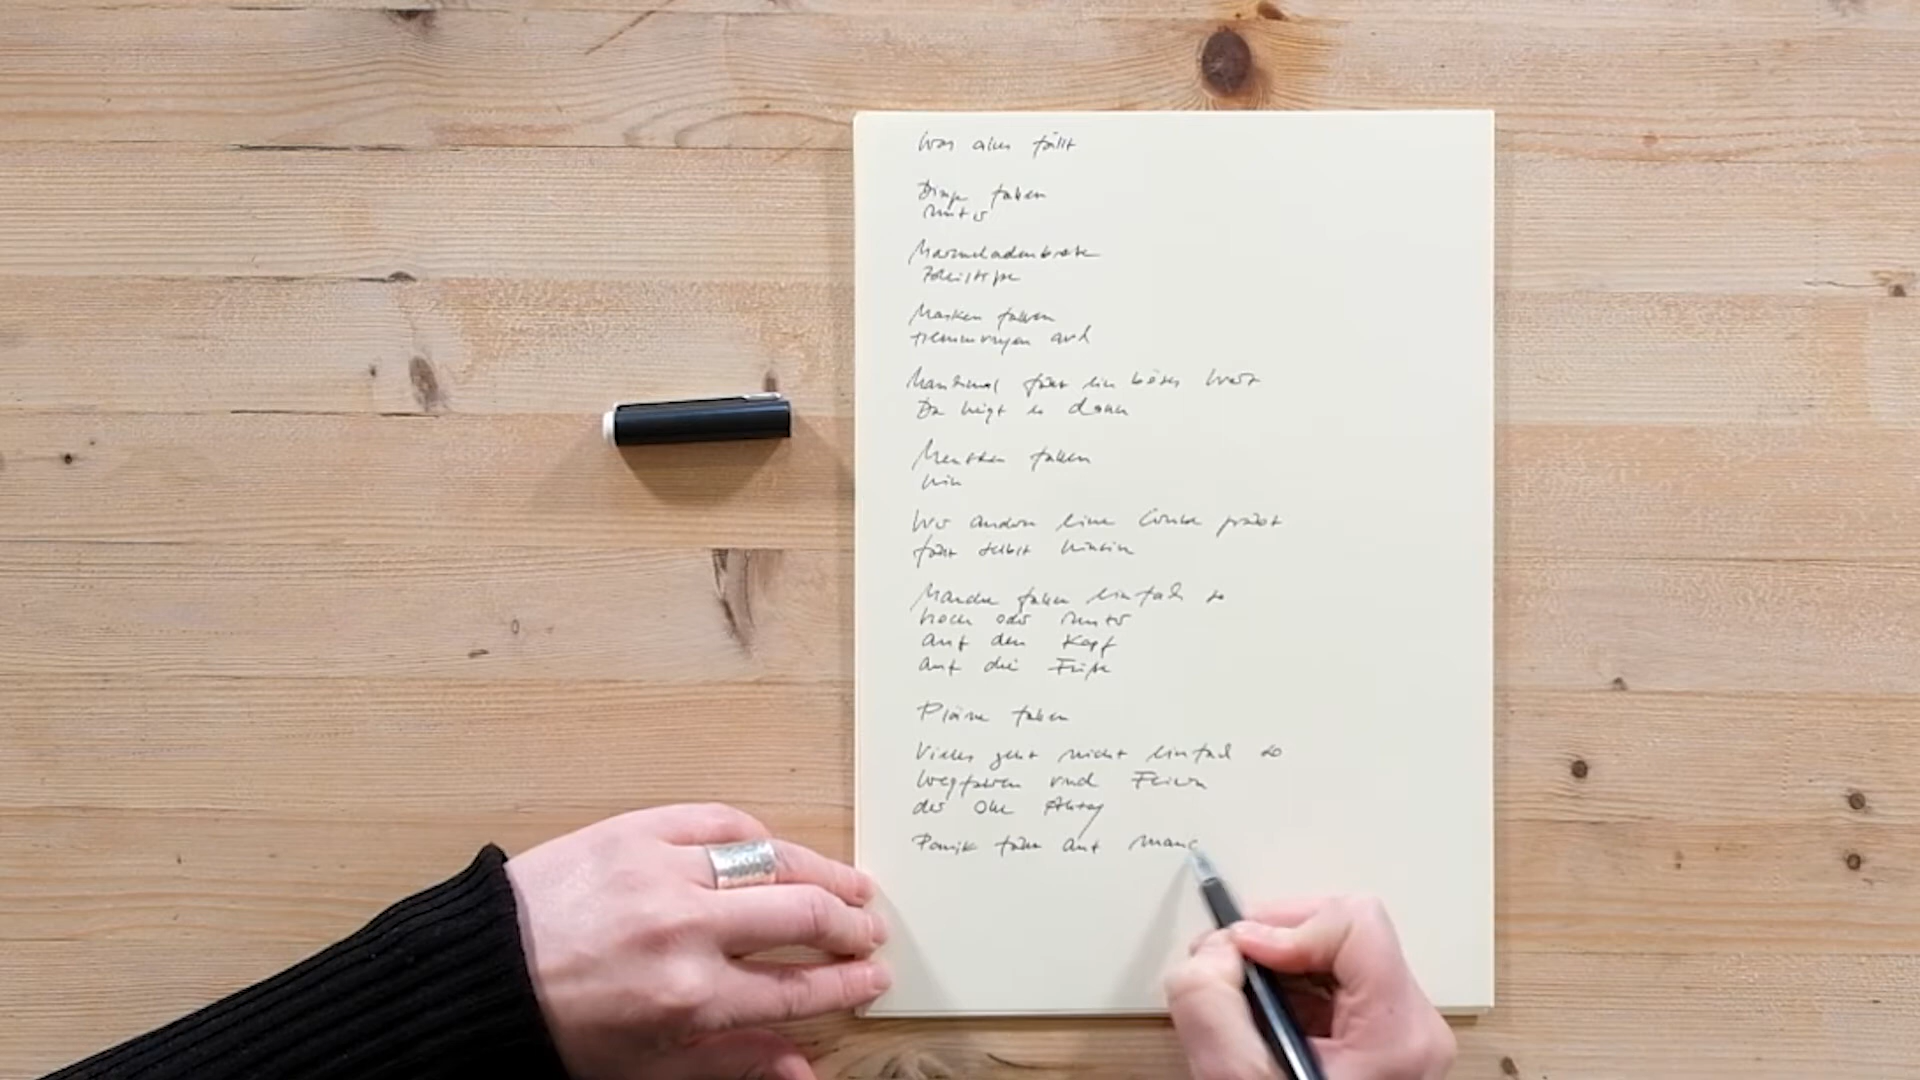 Was alles fällt
Dinge fallen
runter
Marmeladenbrote
Bleistifte
Masken fallen
Hemmungen auch
Manchmal fällt ein böses Wort
Da liegt es dann
Menschen fallen
hin
Wer andern eine Grube gräbt
fällt selbst hinein
Manche fallen einfach so
hoch oder runter
auf den Kopf
auf die Füße
Pläne fallen
Vieles geht nicht einfach so
Wegfahren und Feiern
der Alltag
Panik fällt auf manc